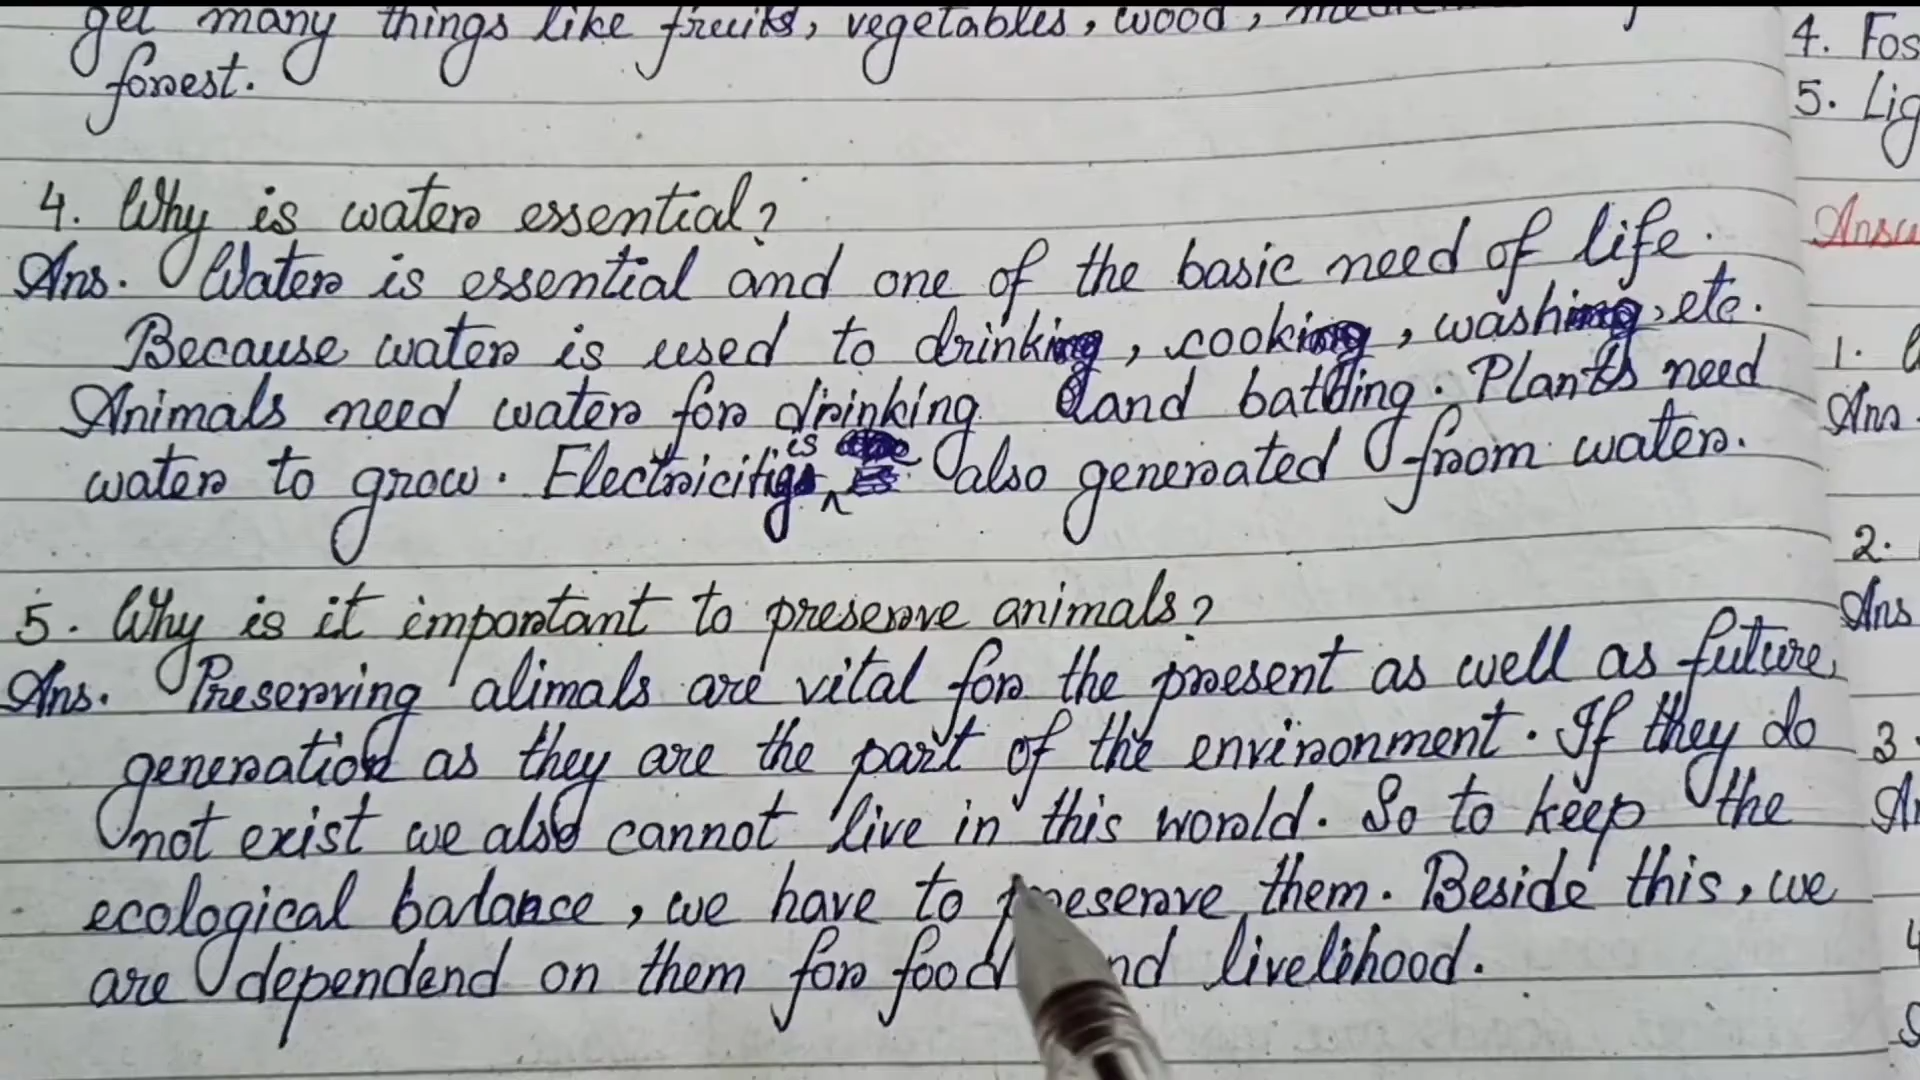 get many things like fruits, vegetables, wood,
forest.
4. Why is water essential?
Ans. Water is essential and one of the basic need of life.
Because water is used to drinking, cooking, washing, etc.
Animals need water for drinking and bathing. Plants need
water to grow. Electricity is also generated from water.
5. Why is it important to preserve animals?
Ans. Preserving alimals are vital for the present as well as future
generation as they are the part of the environment. If they do
not exist we also cannot live in this world. So to keep the
ecological balance, we have to preserve them. Beside this, we
are dependend on them for food and livelihood.
4. Fos
5. Lig
Answ
1.
Ans.
2.
Ans
3
4